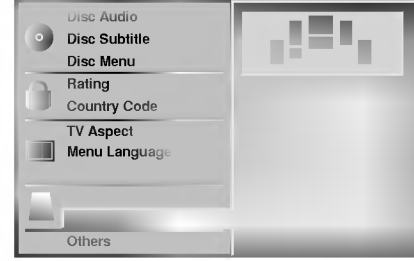 Disc Audio
Disc Subtitle
Disc Menu
Rating
Country Code
TV Aspect
Menu Language
Others